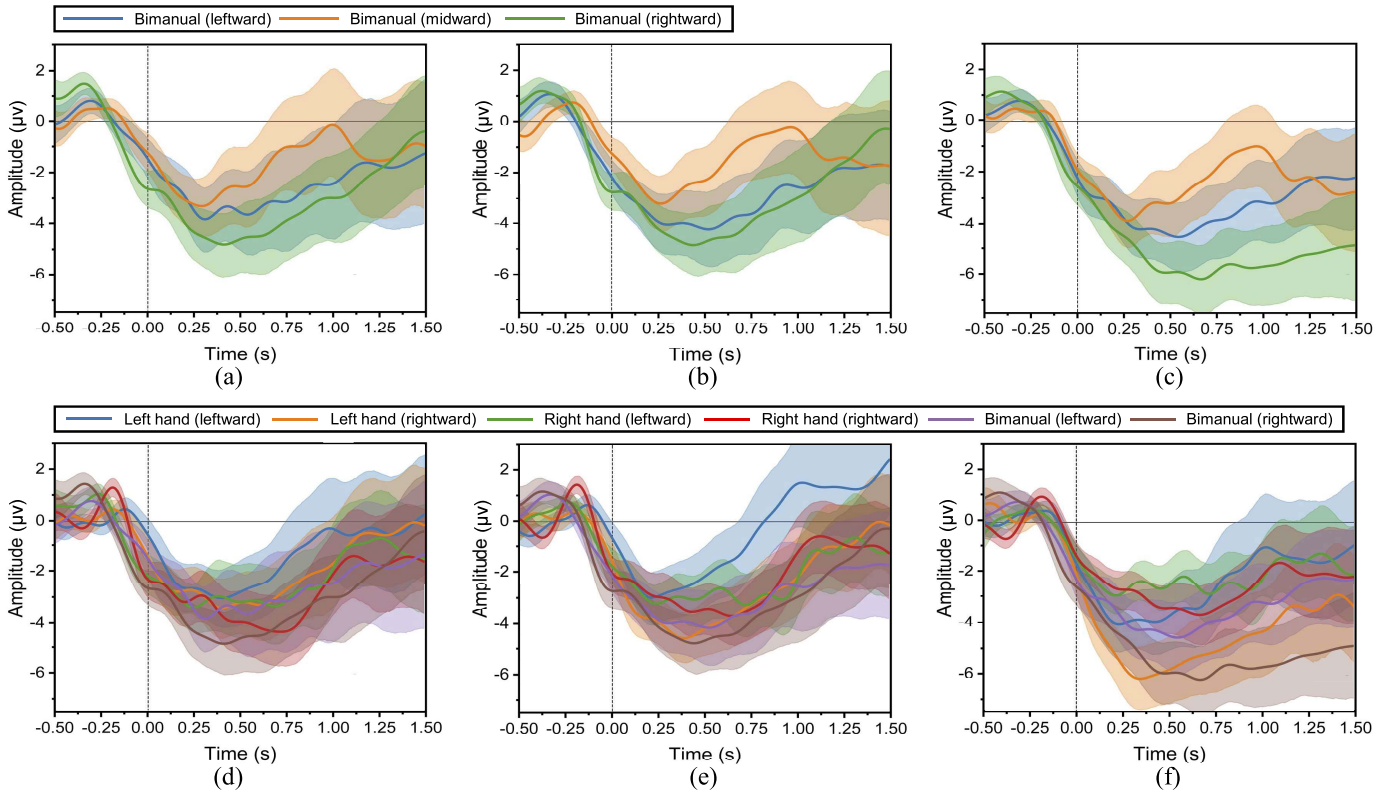 Bimanual (leftward) Bimanual (midward) Bimanual (rightward)
Amplitude (μv) 2 0 -2 -4 -6
-0.50 -0.25 0.00 0.25 0.50 0.75 1.00 1.25 1.50
Time (s)
(a)
Amplitude (μv) 2 0 -2 -4 -6
-0.50 -0.25 0.00 0.25 0.50 0.75 1.00 1.25 1.50
Time (s)
(b)
Amplitude (μv) 2 0 -2 -4 -6
-0.50 -0.25 0.00 0.25 0.50 0.75 1.00 1.25 1.50
Time (s)
(c)
Left hand (leftward) Left hand (rightward) Right hand (leftward) Right hand (rightward) Bimanual (leftward) Bimanual (rightward)
Amplitude (μv) 2 0 -2 -4 -6
-0.50 -0.25 0.00 0.25 0.50 0.75 1.00 1.25 1.50
Time (s)
(d)
Amplitude (μv) 2 0 -2 -4 -6
-0.50 -0.25 0.00 0.25 0.50 0.75 1.00 1.25 1.50
Time (s)
(e)
Amplitude (μv) 2 0 -2 -4 -6
-0.50 -0.25 0.00 0.25 0.50 0.75 1.00 1.25 1.50
Time (s)
(f)